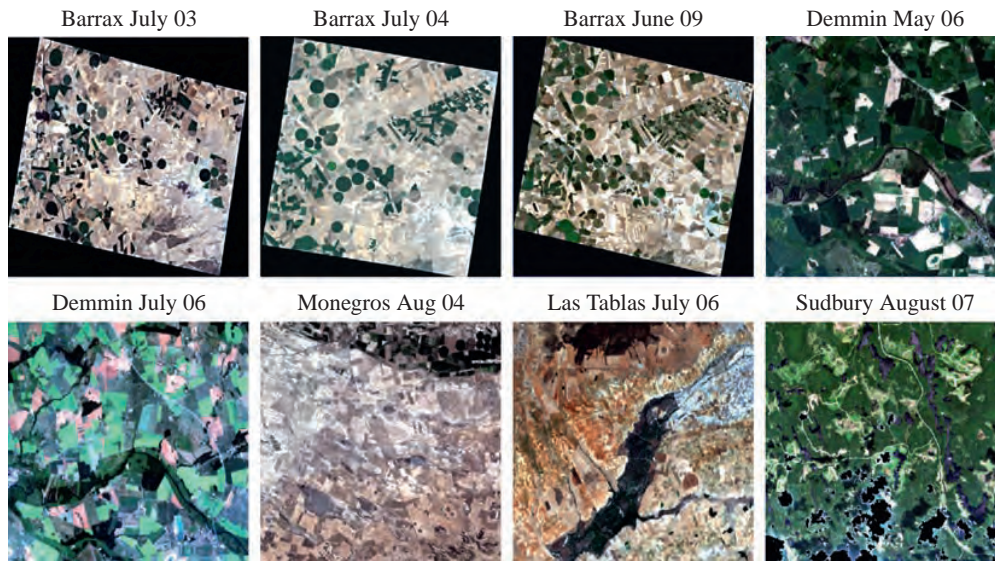 Barrax July 03
Barrax July 04
Barrax June 09
Demmin May 06
Demmin July 06
Monegros Aug 04
Las Tablas July 06
Sudbury August 07